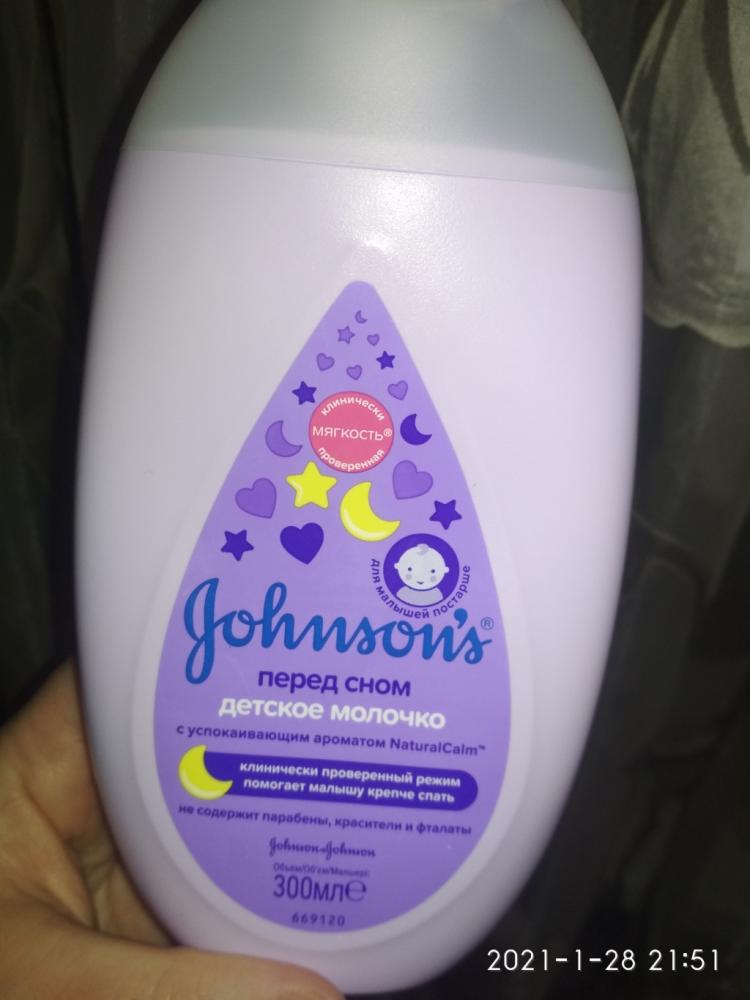 клинически
МЯГКОСТЬ®
проверенная
для малышей постарше
Johnson's®
перед сном
детское молочко
с успокаивающим ароматом NaturalCalm™
клинически проверенный режим
помогает малышу крепче спать
не содержит парабены, красители и фталаты
Johnson & Johnson
Объем/Об'єм/Мөлшері:
300мл℮
669120
2021-1-28 21:51